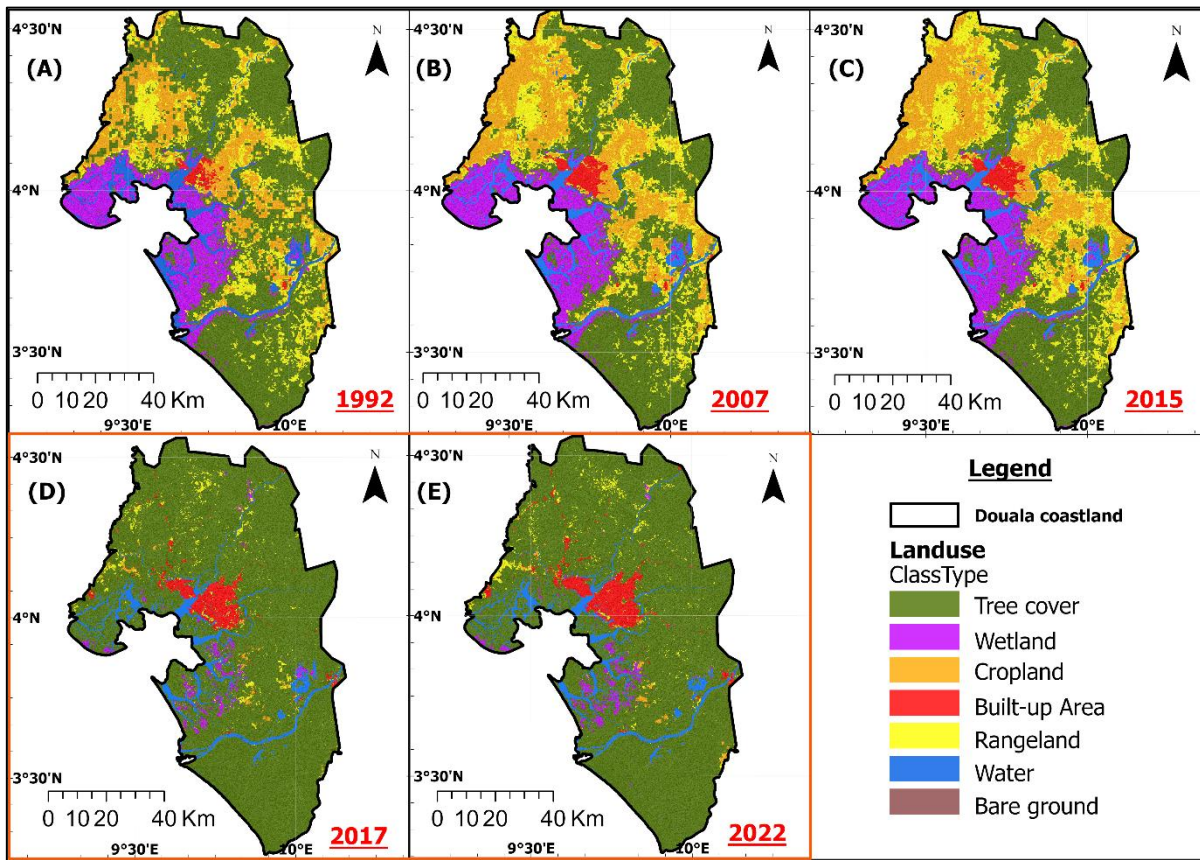 4°30'N
4°N
3°30'N
(A)
N
0 10 20 40 Km
1992
9°30'E
10°E
4°30'N
4°N
3°30'N
(B)
N
0 10 20 40 Km
2007
9°30'E
10°E
4°30'N
4°N
3°30'N
(C)
N
0 10 20 40 Km
2015
9°30'E
10°E
4°30'N
4°N
3°30'N
(D)
N
0 10 20 40 Km
2017
9°30'E
10°E
4°30'N
4°N
3°30'N
(E)
N
0 10 20 40 Km
2022
9°30'E
10°E
Legend
Douala coastland
Landuse
ClassType
Tree cover
Wetland
Cropland
Built-up Area
Rangeland
Water
Bare ground